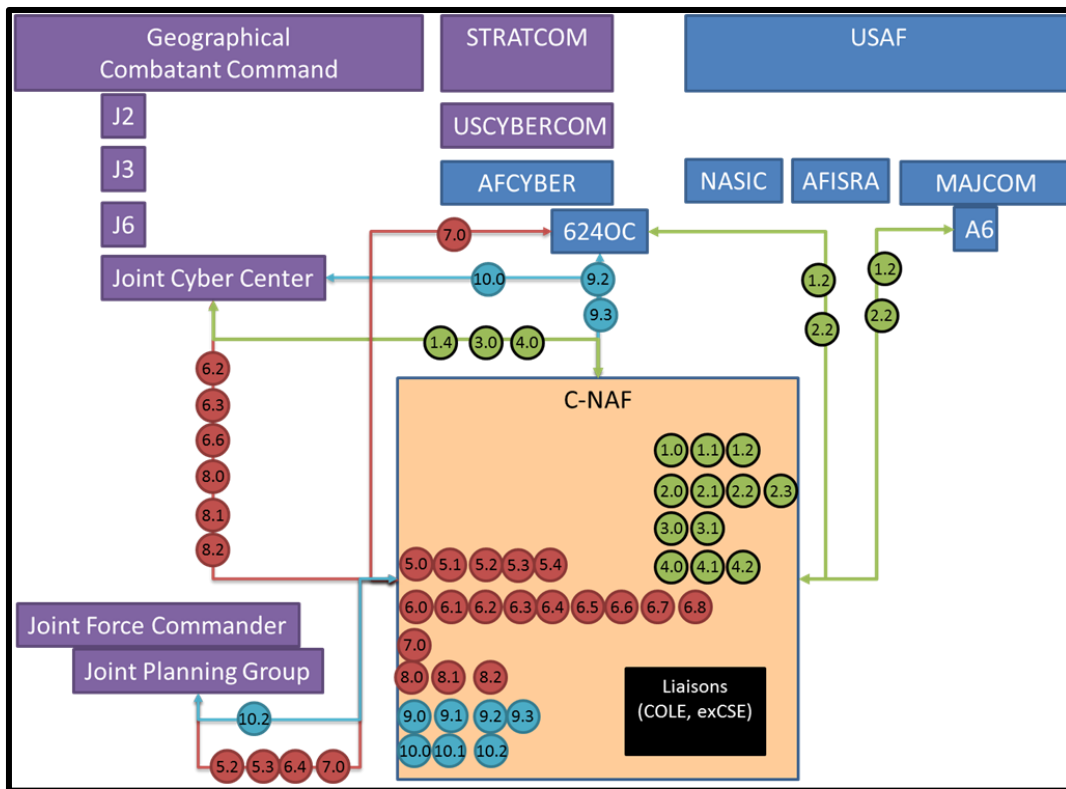 Geographical
Combatant Command
STRATCOM
USAF
J2
USCYBERCOM
J3
AFCYBER
NASIC
AFISRA
MAJCOM
J6
7.0
624OC
A6
Joint Cyber Center
10.0
9.2
1.2
1.2
9.3
2.2
2.2
1.4 3.0 4.0
6.2
6.3
6.6
8.0
8.1
8.2
C-NAF
1.0 1.1 1.2
2.0 2.1 2.2 2.3
3.0 3.1
4.0 4.1 4.2
5.0 5.1 5.2 5.3 5.4
6.0 6.1 6.2 6.3 6.4 6.5 6.6 6.7 6.8
7.0
8.0 8.1 8.2
9.0 9.1 9.2 9.3
10.0 10.1 10.2
Liaisons
(COLE, exCSE)
Joint Force Commander
Joint Planning Group
10.2
5.2 5.3 6.4 7.0